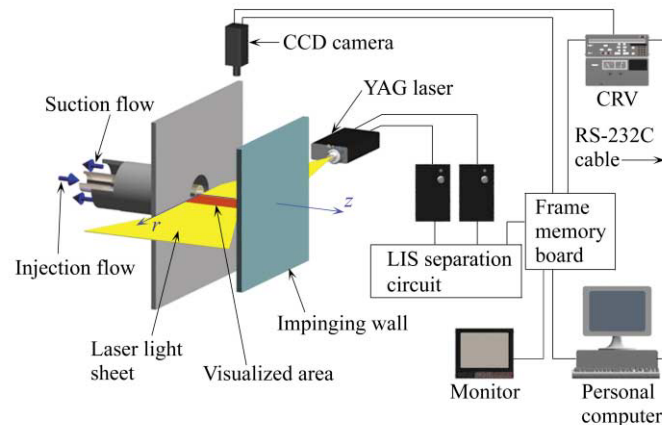 CCD camera
YAG laser
Suction flow
CRV
RS-232C
cable
z
r
Frame
memory
board
Injection flow
LIS separation
circuit
Impinging wall
Laser light
sheet
Visualized area
Monitor
Personal
computer